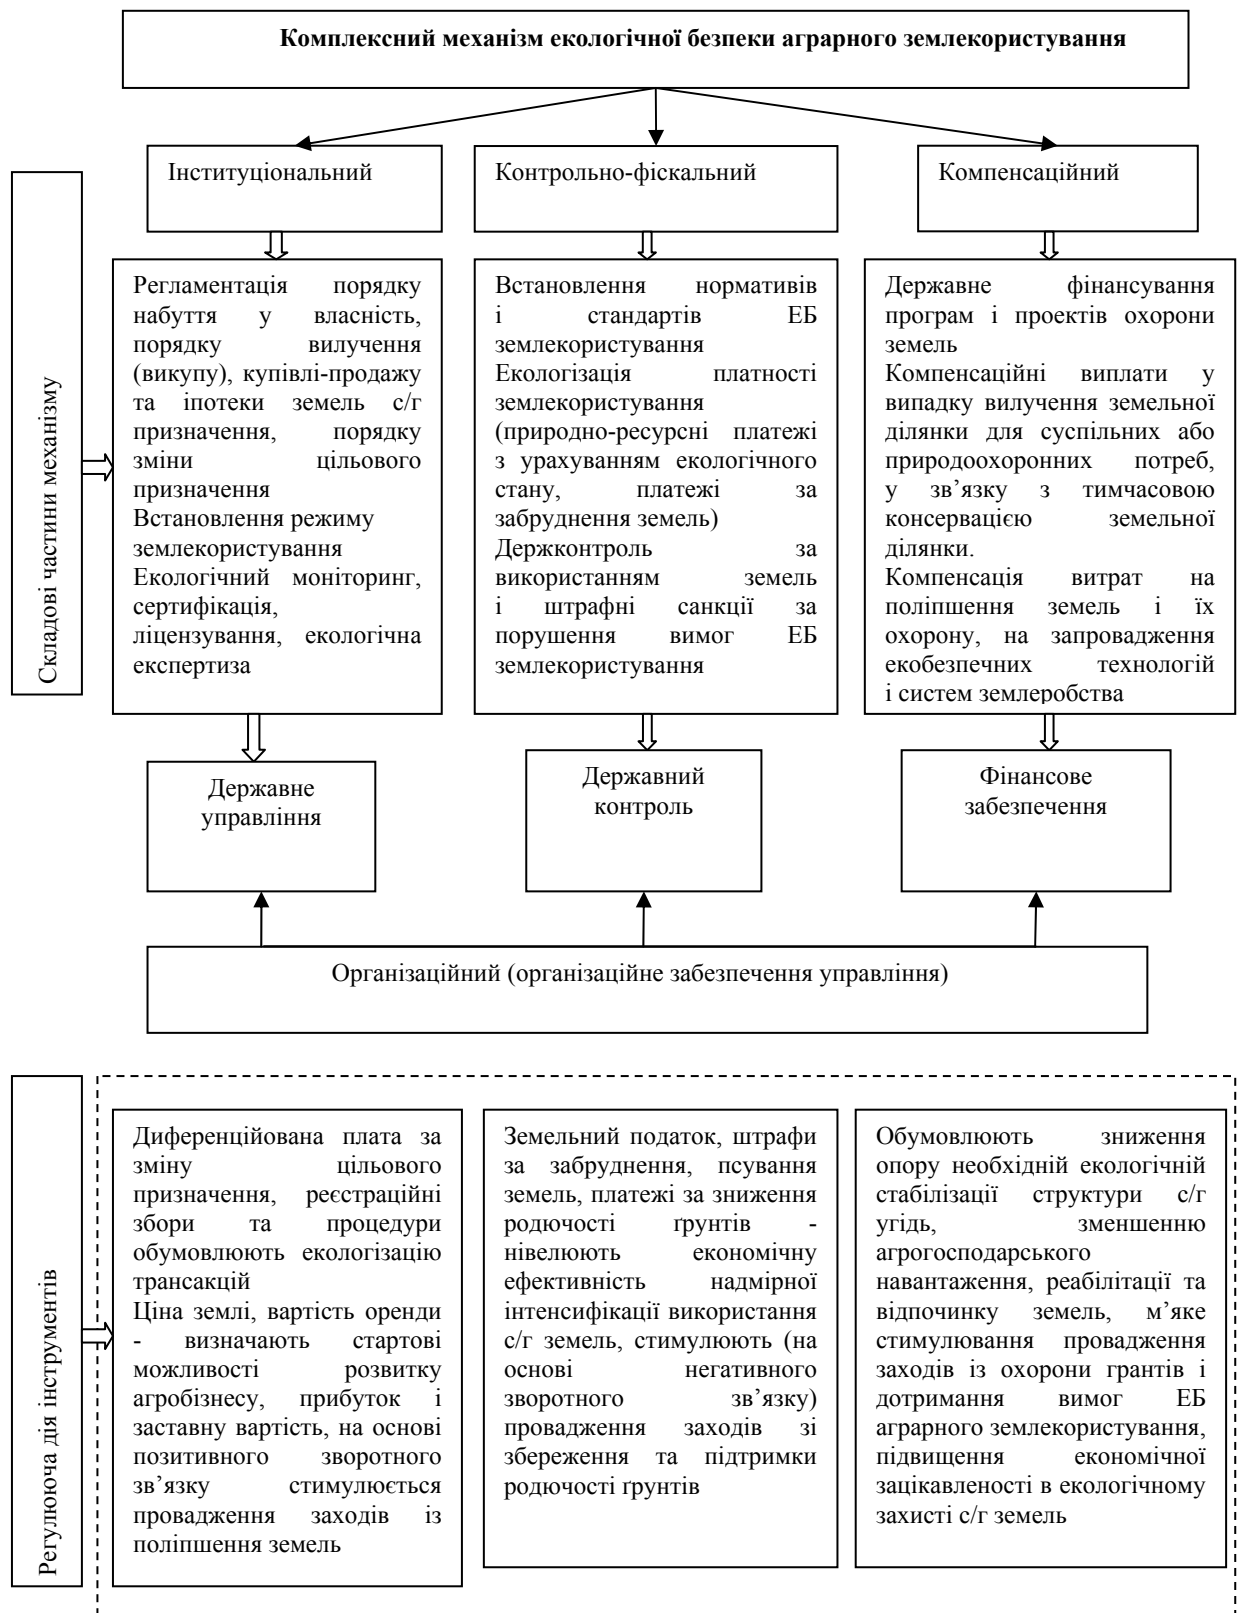 Комплексний механізм екологічної безпеки аграрного землекористування
Інституціональний
Контрольно-фіскальний
Компенсаційний
Складові частини механізму
Регламентація порядку
набуття у власність,
порядку вилучення
(викупу), купівлі-продажу
та іпотеки земель с/г
призначення, порядку
зміни цільового
призначення
Встановлення режиму
землекористування
Екологічний моніторинг,
сертифікація,
ліцензування, екологічна
експертиза
Встановлення нормативів
і стандартів ЕБ
землекористування
Екологізація платності
землекористування
(природно-ресурсні платежі
з урахуванням екологічного
стану, платежі за
забруднення земель)
Держконтроль за
використанням земель
і штрафні санкції за
порушення вимог ЕБ
землекористування
Державне фінансування
програм і проектів охорони
земель
Компенсаційні виплати у
випадку вилучення земельної
ділянки для суспільних або
природоохоронних потреб,
у зв’язку з тимчасовою
консервацією земельної
ділянки.
Компенсація витрат на
поліпшення земель і їх
охорону, на запровадження
екобезпечних технологій
і систем землеробства
Державне
управління
Державний
контроль
Фінансове
забезпечення
Організаційний (організаційне забезпечення управління)
Регулююча дія інструментів
Диференційована плата за
зміну цільового
призначення, реєстраційні
збори та процедури
обумовлюють екологізацію
трансакцій
Ціна землі, вартість оренди
- визначають стартові
можливості розвитку
агробізнесу, прибуток і
заставну вартість, на основі
позитивного зворотного
зв’язку стимулюється
провадження заходів із
поліпшення земель
Земельний податок, штрафи
за забруднення, псування
земель, платежі за зниження
родючості ґрунтів -
нівелюють економічну
ефективність надмірної
інтенсифікації використання
с/г земель, стимулюють (на
основі негативного
зворотного зв’язку)
провадження заходів зі
збереження та підтримки
родючості ґрунтів
Обумовлюють зниження
опору необхідній екологічній
стабілізації структури с/г
угідь, зменшенню
агрогосподарського
навантаження, реабілітації та
відпочинку земель, м’яке
стимулювання провадження
заходів із охорони грантів і
дотримання вимог ЕБ
аграрного землекористування,
підвищення економічної
зацікавленості в екологічному
захисті с/г земель